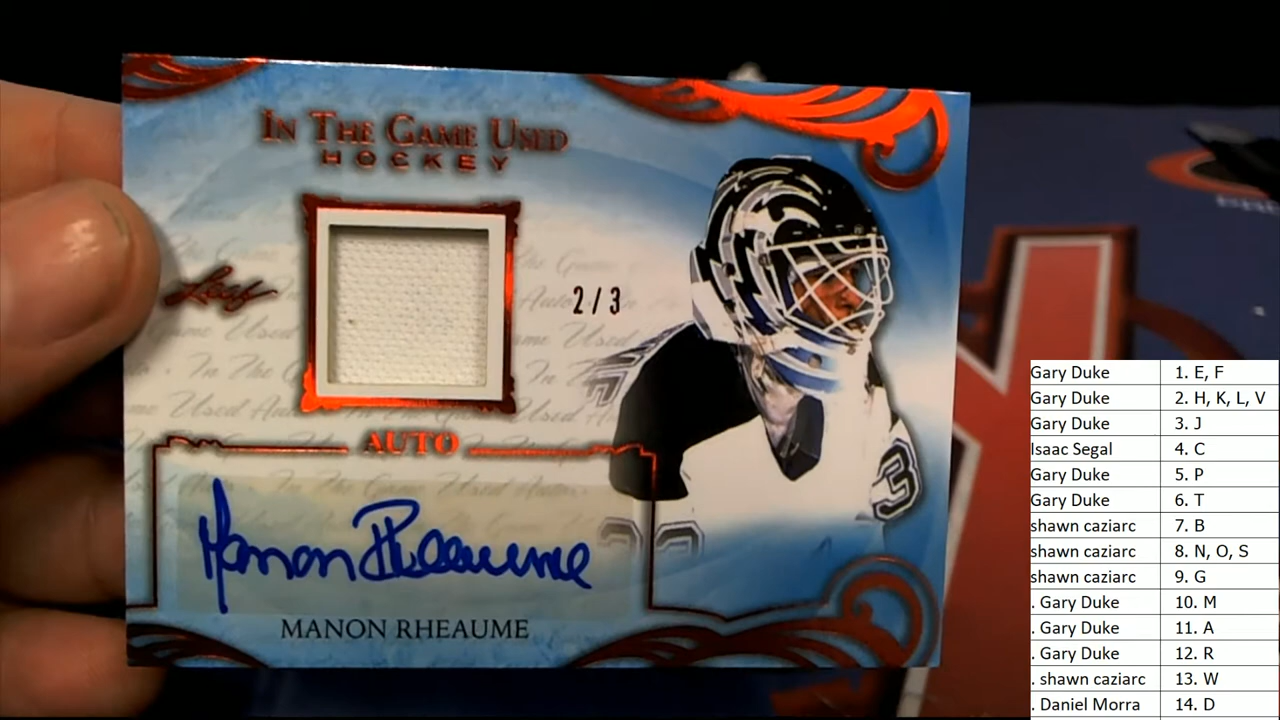 IN THE GAME USED
HOCKEY
Leaf
2/3
AUTO
Manon Rheaume
MANON RHEAUME
3
Gary Duke 1. E, F
Gary Duke 2. H, K, L, V
Gary Duke 3. J
Isaac Segal 4. C
Gary Duke 5. P
Gary Duke 6. T
shawn caziarc 7. B
shawn caziarc 8. N, O, S
shawn caziarc 9. G
. Gary Duke 10. M
. Gary Duke 11. A
. Gary Duke 12. R
. shawn caziarc 13. W
. Daniel Morra 14. D